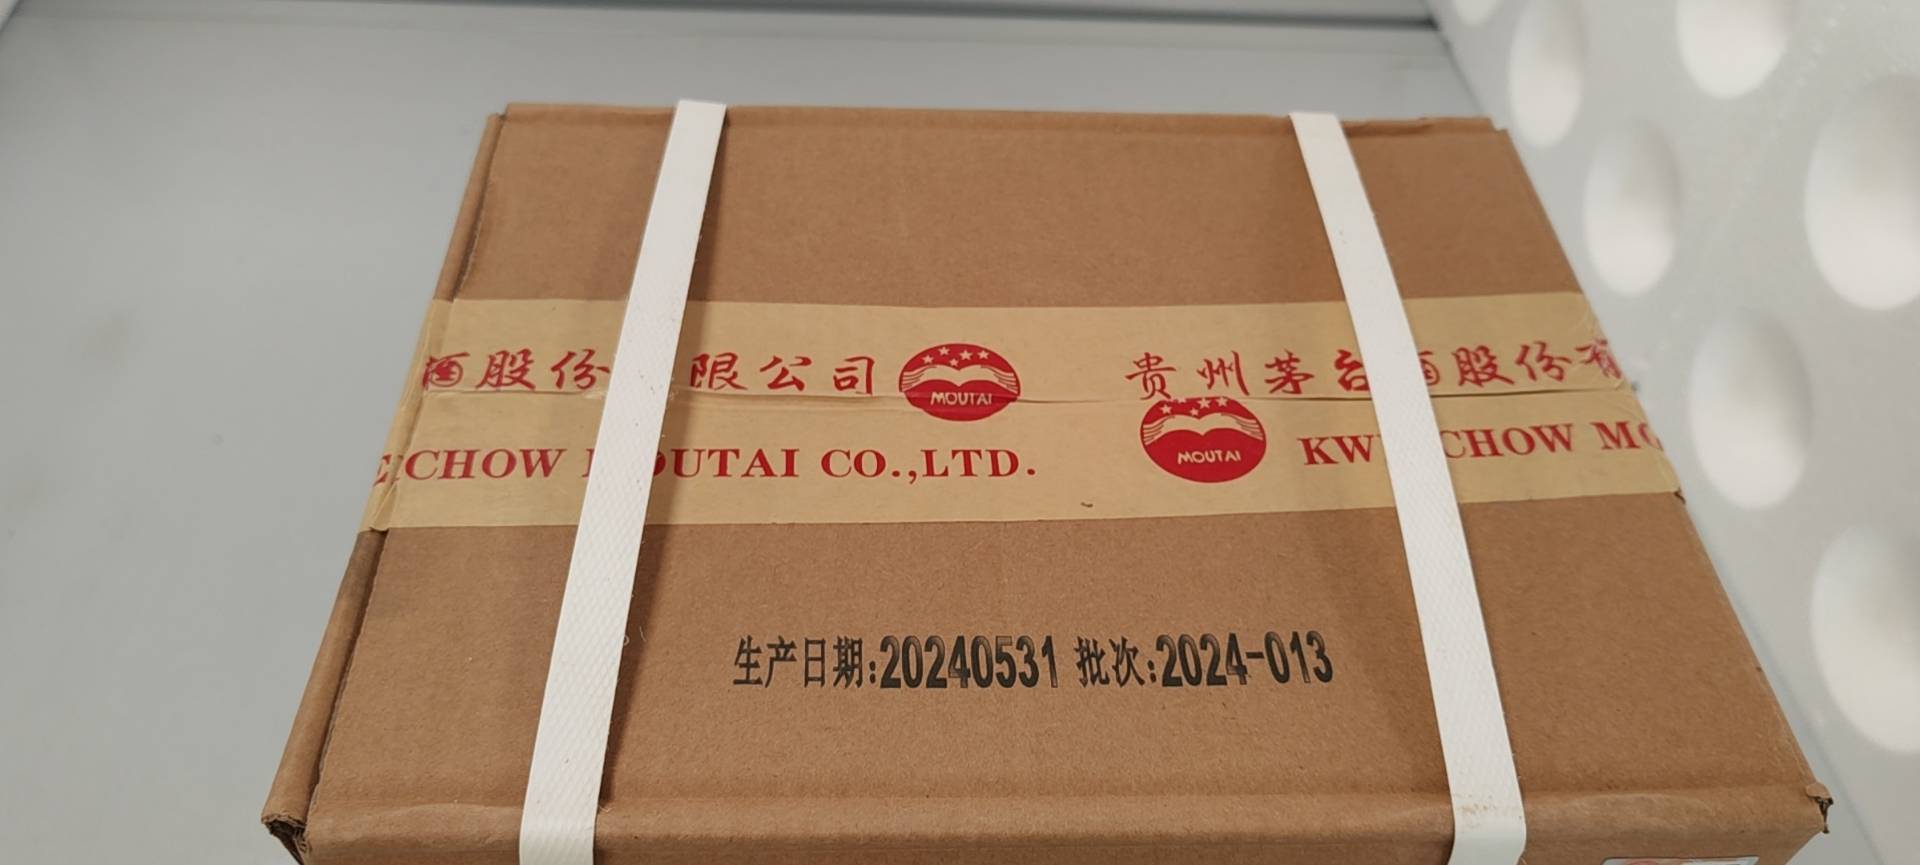 酒股份 限公司
MOUTAI
贵州茅台酒股份有
CHOW MOUTAI CO.,LTD.
MOUTAI
KW CHOW MO
生产日期:20240531 批次:2024-013